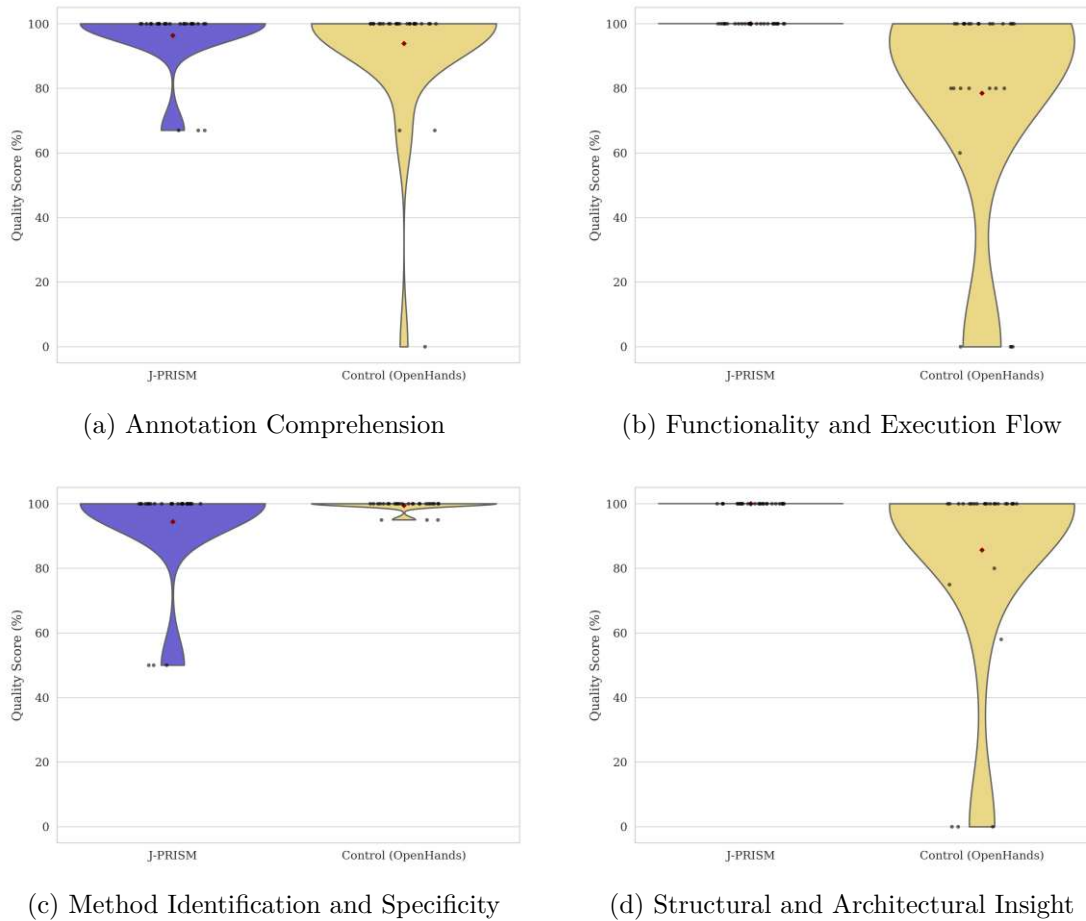 100
80
60
40
20
0
Quality Score (%)
J-PRISM
Control (OpenHands)
(a) Annotation Comprehension
100
80
60
40
20
0
Quality Score (%)
J-PRISM
Control (OpenHands)
(b) Functionality and Execution Flow
100
80
60
40
20
0
Quality Score (%)
J-PRISM
Control (OpenHands)
(c) Method Identification and Specificity
100
80
60
40
20
0
Quality Score (%)
J-PRISM
Control (OpenHands)
(d) Structural and Architectural Insight